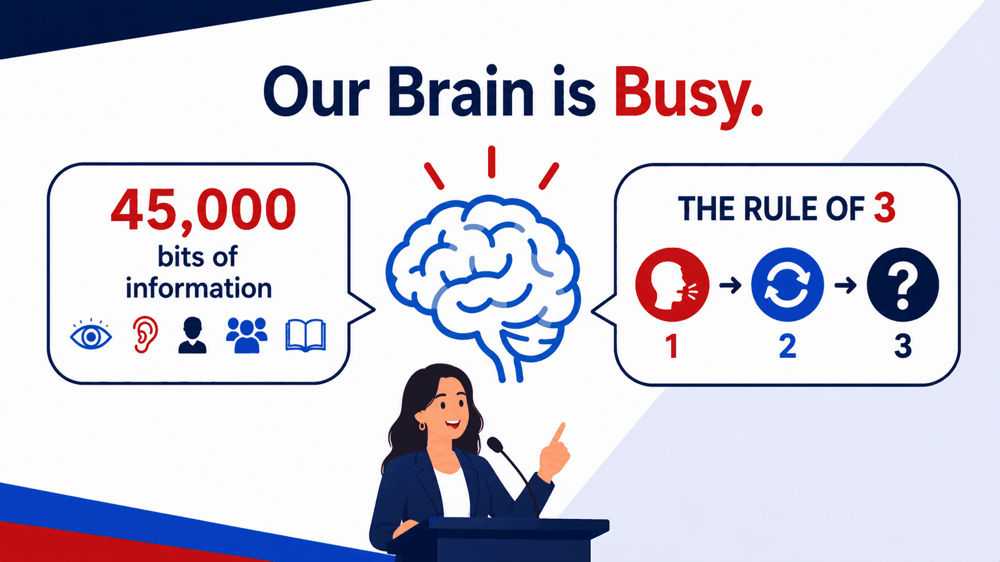 Our Brain is Busy.
45,000
bits of
information
THE RULE OF 3
?
1
2
3